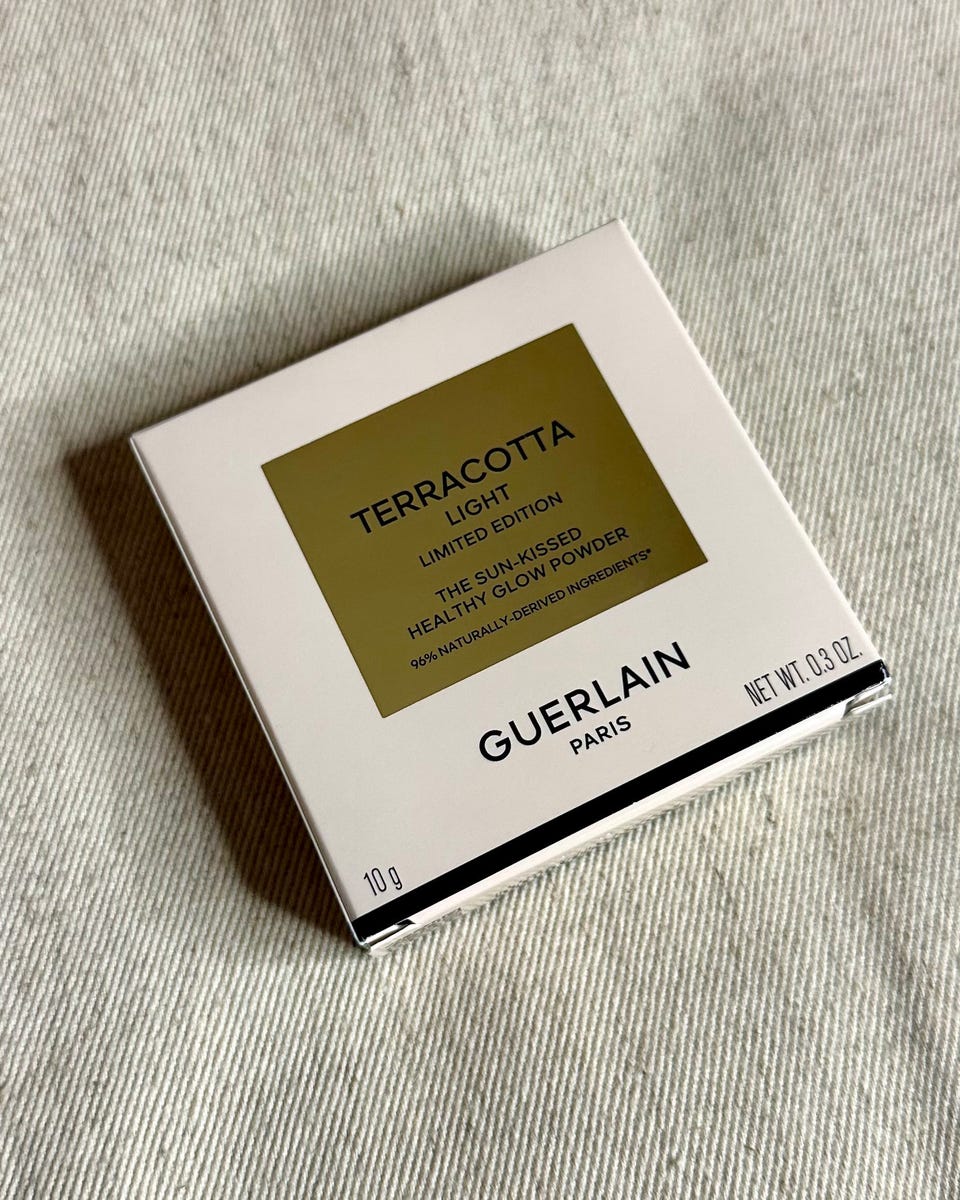 TERRACOTTA
LIGHT
LIMITED EDITION
THE SUN-KISSED
HEALTHY GLOW POWDER
96% NATURALLY-DERIVED INGREDIENTS*
GUERLAIN
PARIS
10 g
NET WT. 0.3 OZ.